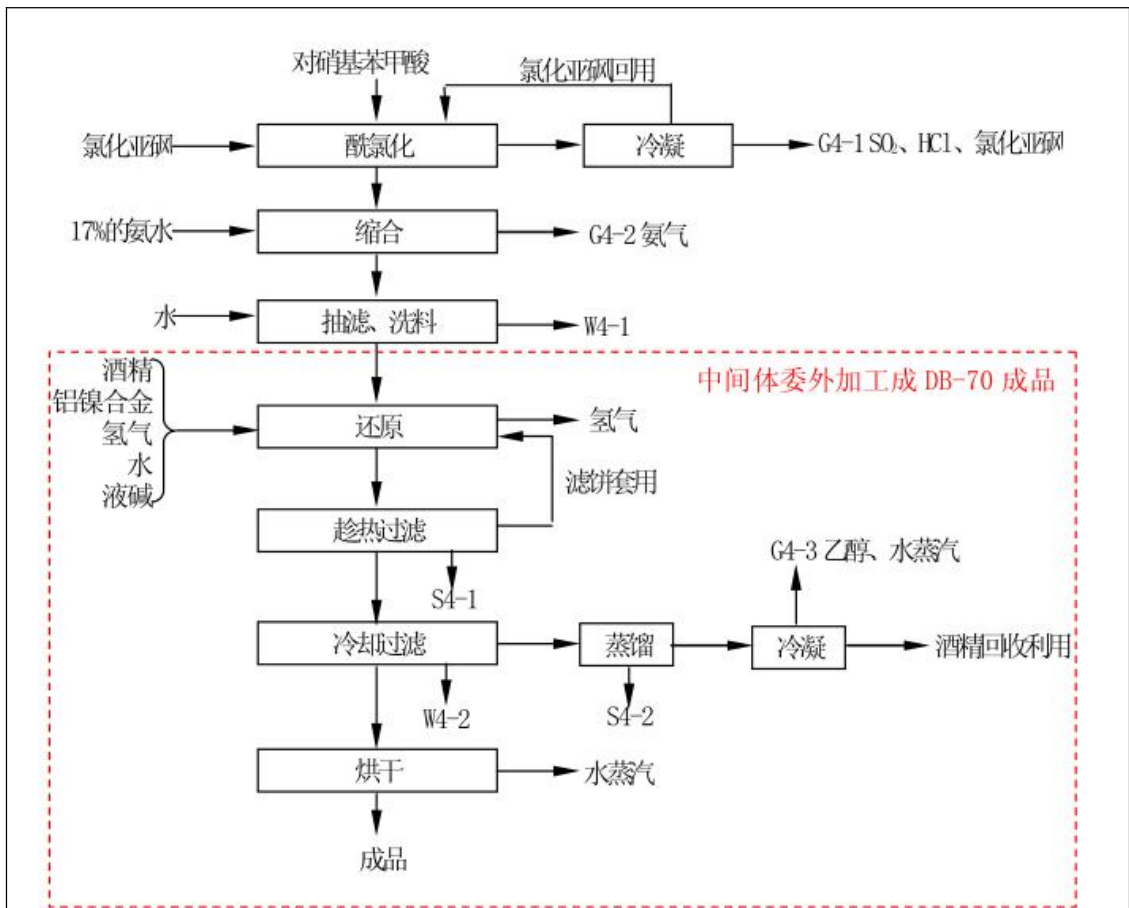 对硝基苯甲酸
氯化亚砜回用
氯化亚砜
酰氯化
冷凝
G4-1 SO₂、HCl、氯化亚砜
17%的氨水
缩合
G4-2 氨气
水
抽滤、洗料
W4-1
中间体委外加工成 DB-70 成品
酒精
铝镍合金
氢气
水
液碱
还原
氢气
滤饼套用
趁热过滤
S4-1
G4-3 乙醇、水蒸汽
冷却过滤
蒸馏
冷凝
酒精回收利用
W4-2
S4-2
烘干
水蒸汽
成品